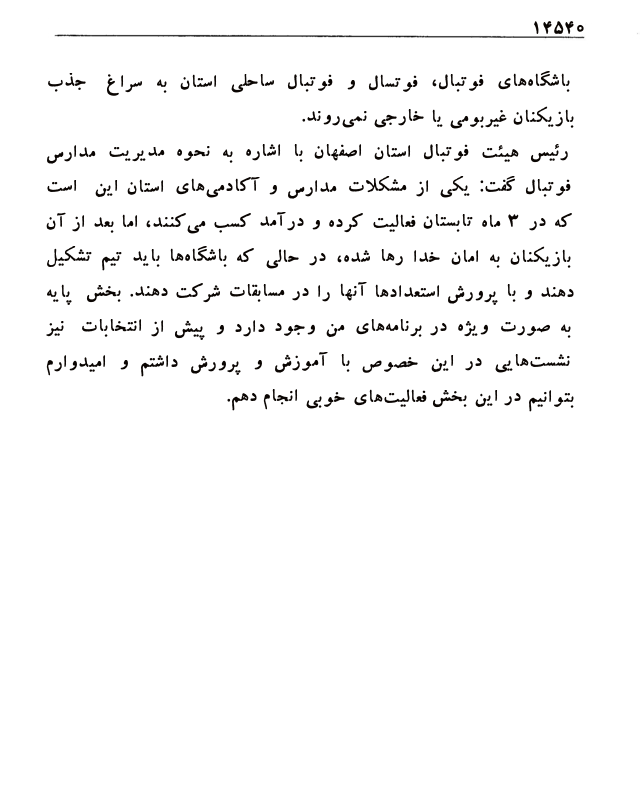 ۱۴۵۴۰
باشگاه‌های فوتبال، فوتسال و فوتبال ساحلی استان به سراغ جذب
بازیکنان غیربومی یا خارجی نمی‌روند.
رئیس هیئت فوتبال استان اصفهان با اشاره به نحوه مدیریت مدارس
فوتبال گفت: یکی از مشکلات مدارس و آکادمی‌های استان این است
که در ۳ ماه تابستان فعالیت کرده و درآمد کسب می‌کنند، اما بعد از آن
بازیکنان به امان خدا رها شده، در حالی که باشگاه‌ها باید تیم تشکیل
دهند و با پرورش استعدادها آنها را در مسابقات شرکت دهند. بخش پایه
به صورت ویژه در برنامه‌های من وجود دارد و پیش از انتخابات نیز
نشست‌هایی در این خصوص با آموزش و پرورش داشتم و امیدوارم
بتوانیم در این بخش فعالیت‌های خوبی انجام دهم.